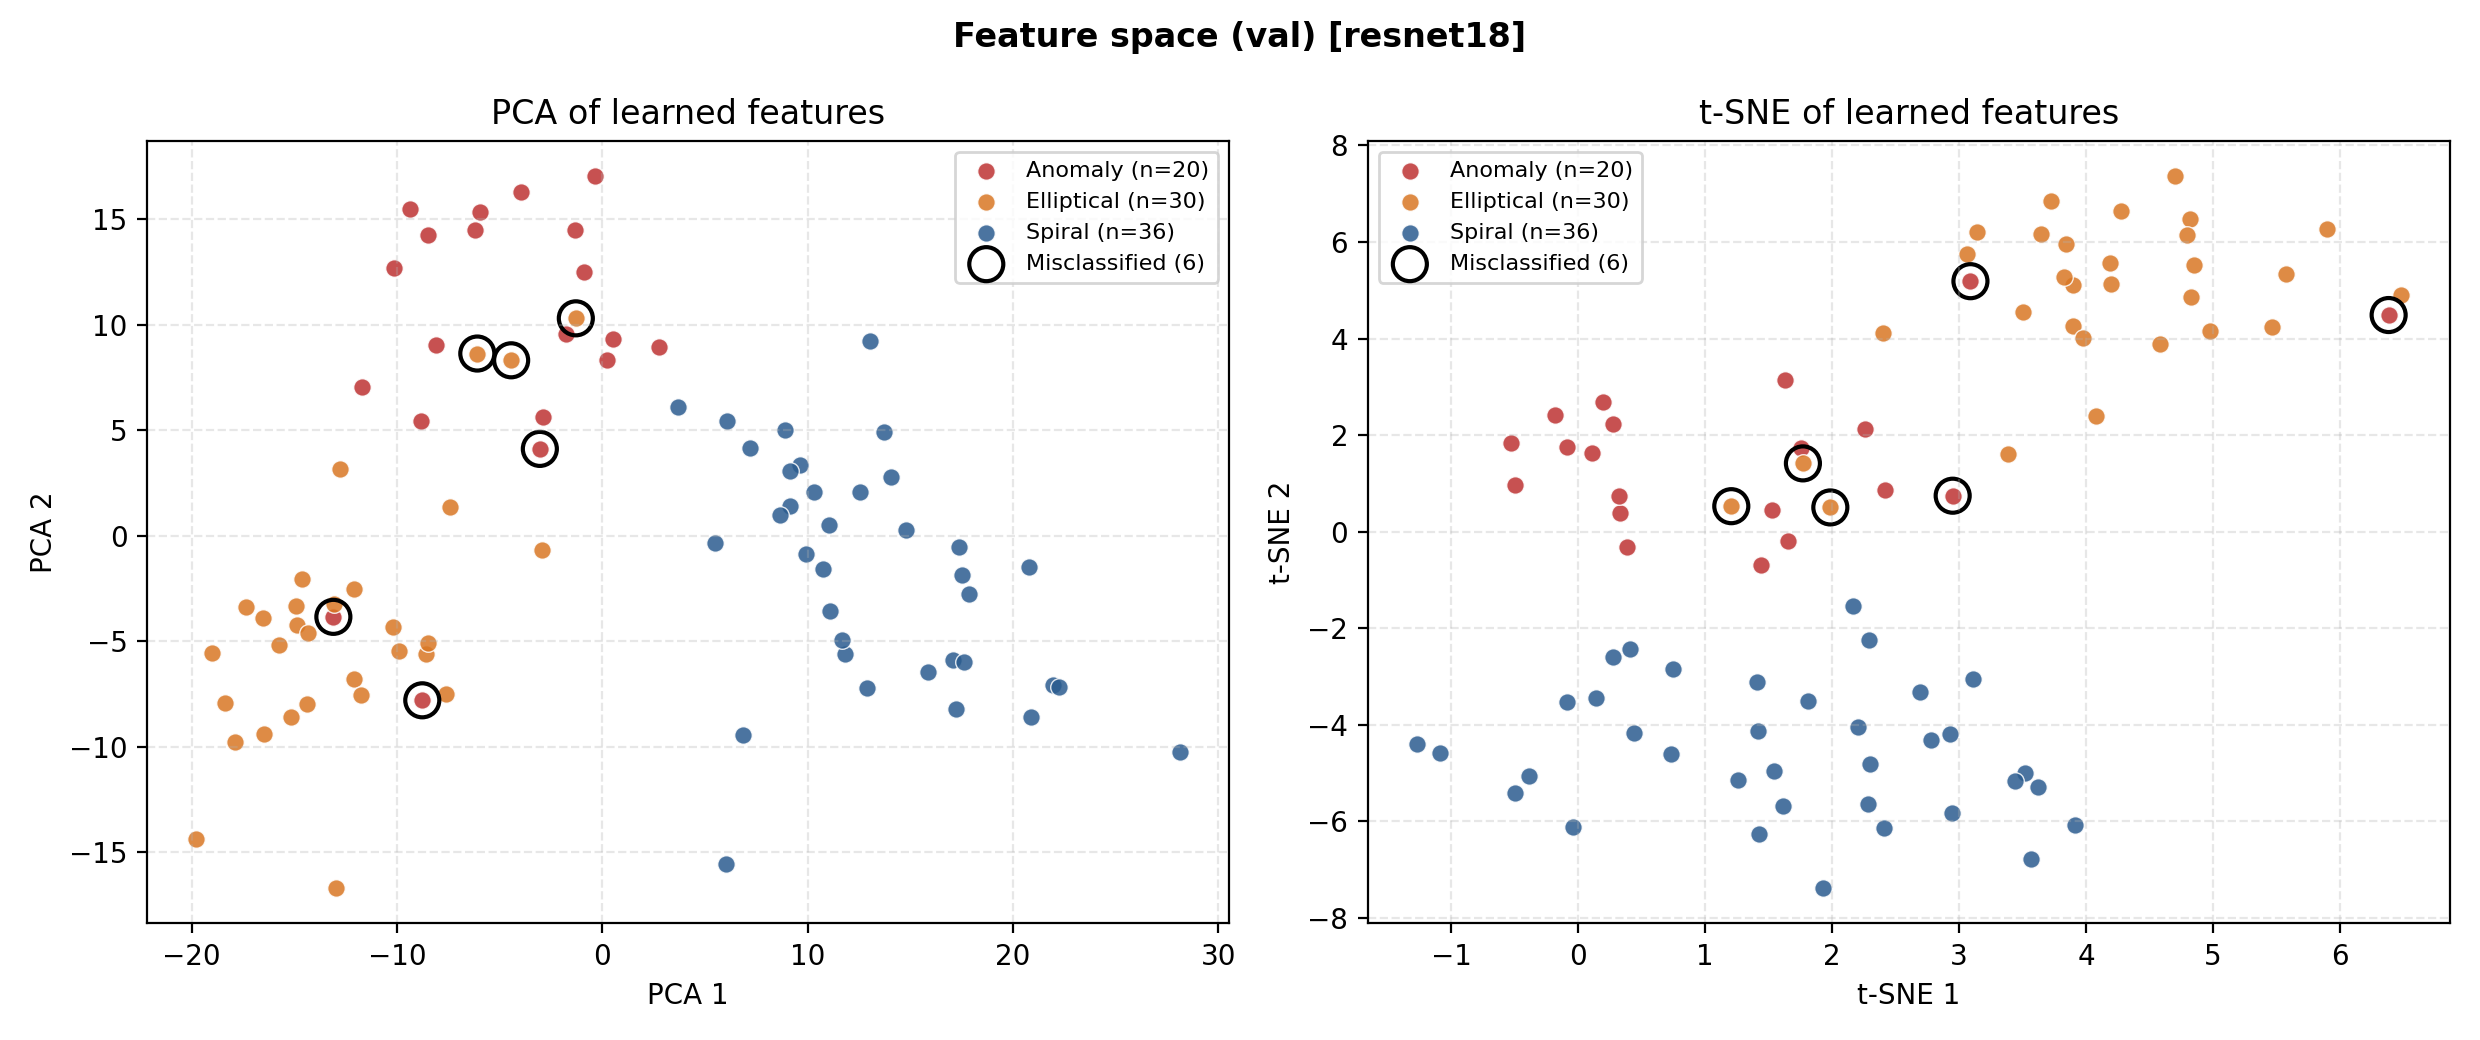 Feature space (val) [resnet18]
PCA of learned features
Anomaly (n=20)
Elliptical (n=30)
Spiral (n=36)
Misclassified (6)
15
10
5
0
−5
−10
−15
PCA 2
−20
−10
0
10
20
30
PCA 1
t-SNE of learned features
Anomaly (n=20)
Elliptical (n=30)
Spiral (n=36)
Misclassified (6)
8
6
4
2
0
−2
−4
−6
−8
t-SNE 2
−1
0
1
2
3
4
5
6
t-SNE 1